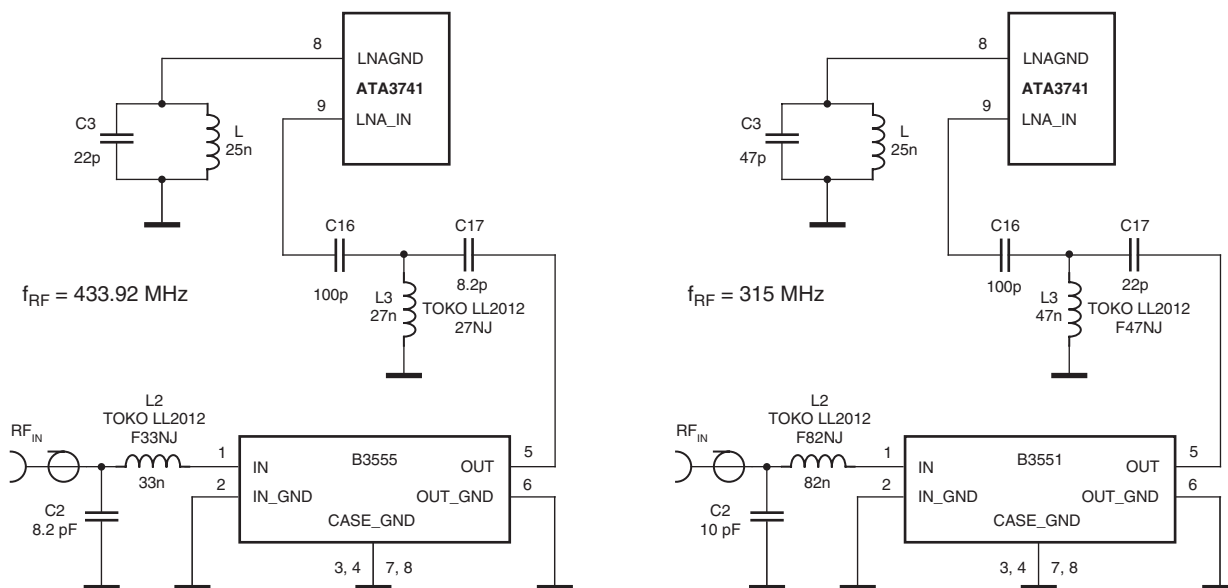 8
LNAGND
ATA3741
9
LNA_IN
C3
22p
L
25n
C16
C17
100p
8.2p
f_RF = 433.92 MHz
L3
27n
TOKO LL2012
27NJ
L2
TOKO LL2012
F33NJ
33n
RF_IN
C2
8.2 pF
1
IN
2
IN_GND
B3555
OUT
5
OUT_GND
6
CASE_GND
3, 4
7, 8
8
LNAGND
ATA3741
9
LNA_IN
C3
47p
L
25n
C16
C17
100p
22p
f_RF = 315 MHz
L3
47n
TOKO LL2012
F47NJ
L2
TOKO LL2012
F82NJ
82n
RF_IN
C2
10 pF
1
IN
2
IN_GND
B3551
OUT
5
OUT_GND
6
CASE_GND
3, 4
7, 8